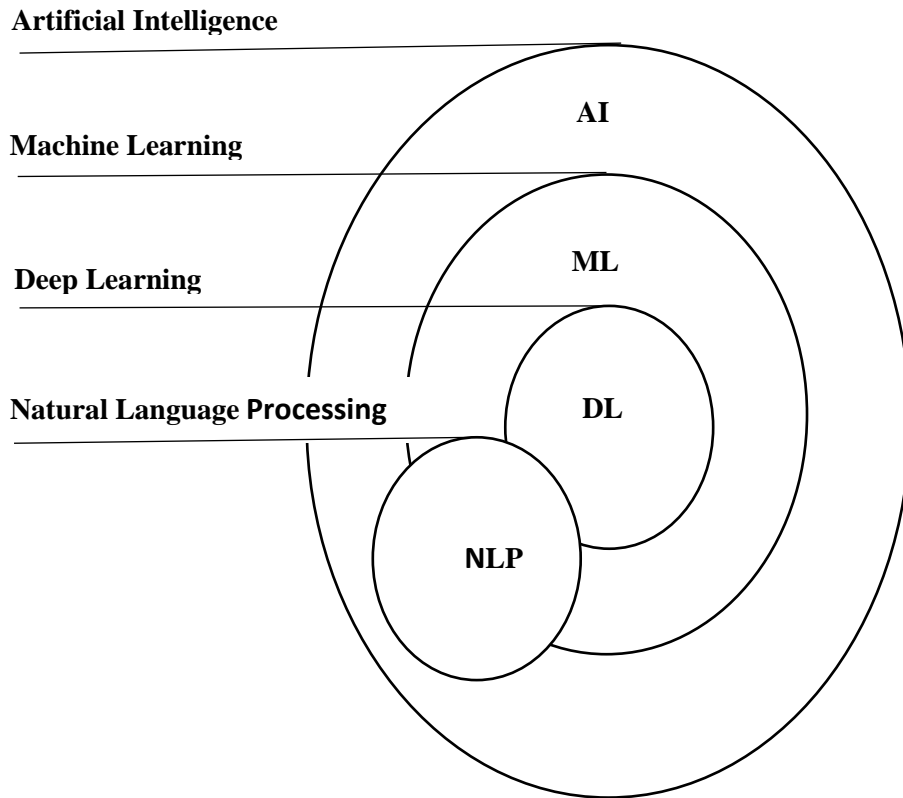 Artificial Intelligence
AI
Machine Learning
ML
Deep Learning
DL
Natural Language Processing
NLP